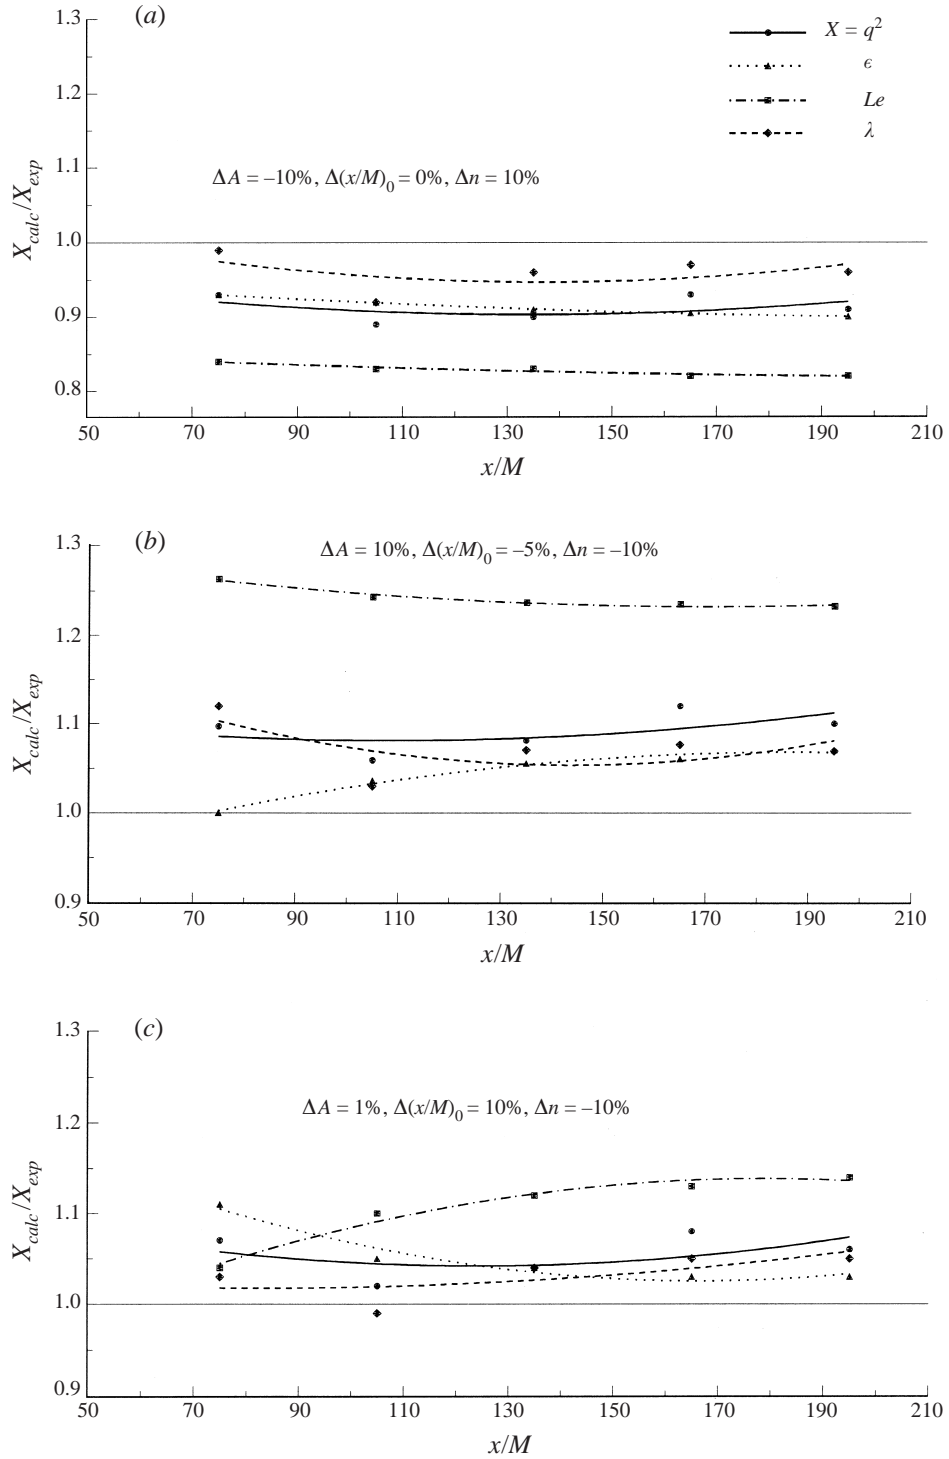 (a)
X = q²
ϵ
Le
λ
ΔA = –10%, Δ(x/M)₀ = 0%, Δn = 10%
X_calc/X_exp
1.3
1.2
1.1
1.0
0.9
0.8
50 70 90 110 130 150 170 190 210
x/M
(b)
ΔA = 10%, Δ(x/M)₀ = –5%, Δn = –10%
X_calc/X_exp
1.3
1.2
1.1
1.0
0.9
50 70 90 110 130 150 170 190 210
x/M
(c)
ΔA = 1%, Δ(x/M)₀ = 10%, Δn = –10%
X_calc/X_exp
1.3
1.2
1.1
1.0
0.9
50 70 90 110 130 150 170 190 210
x/M